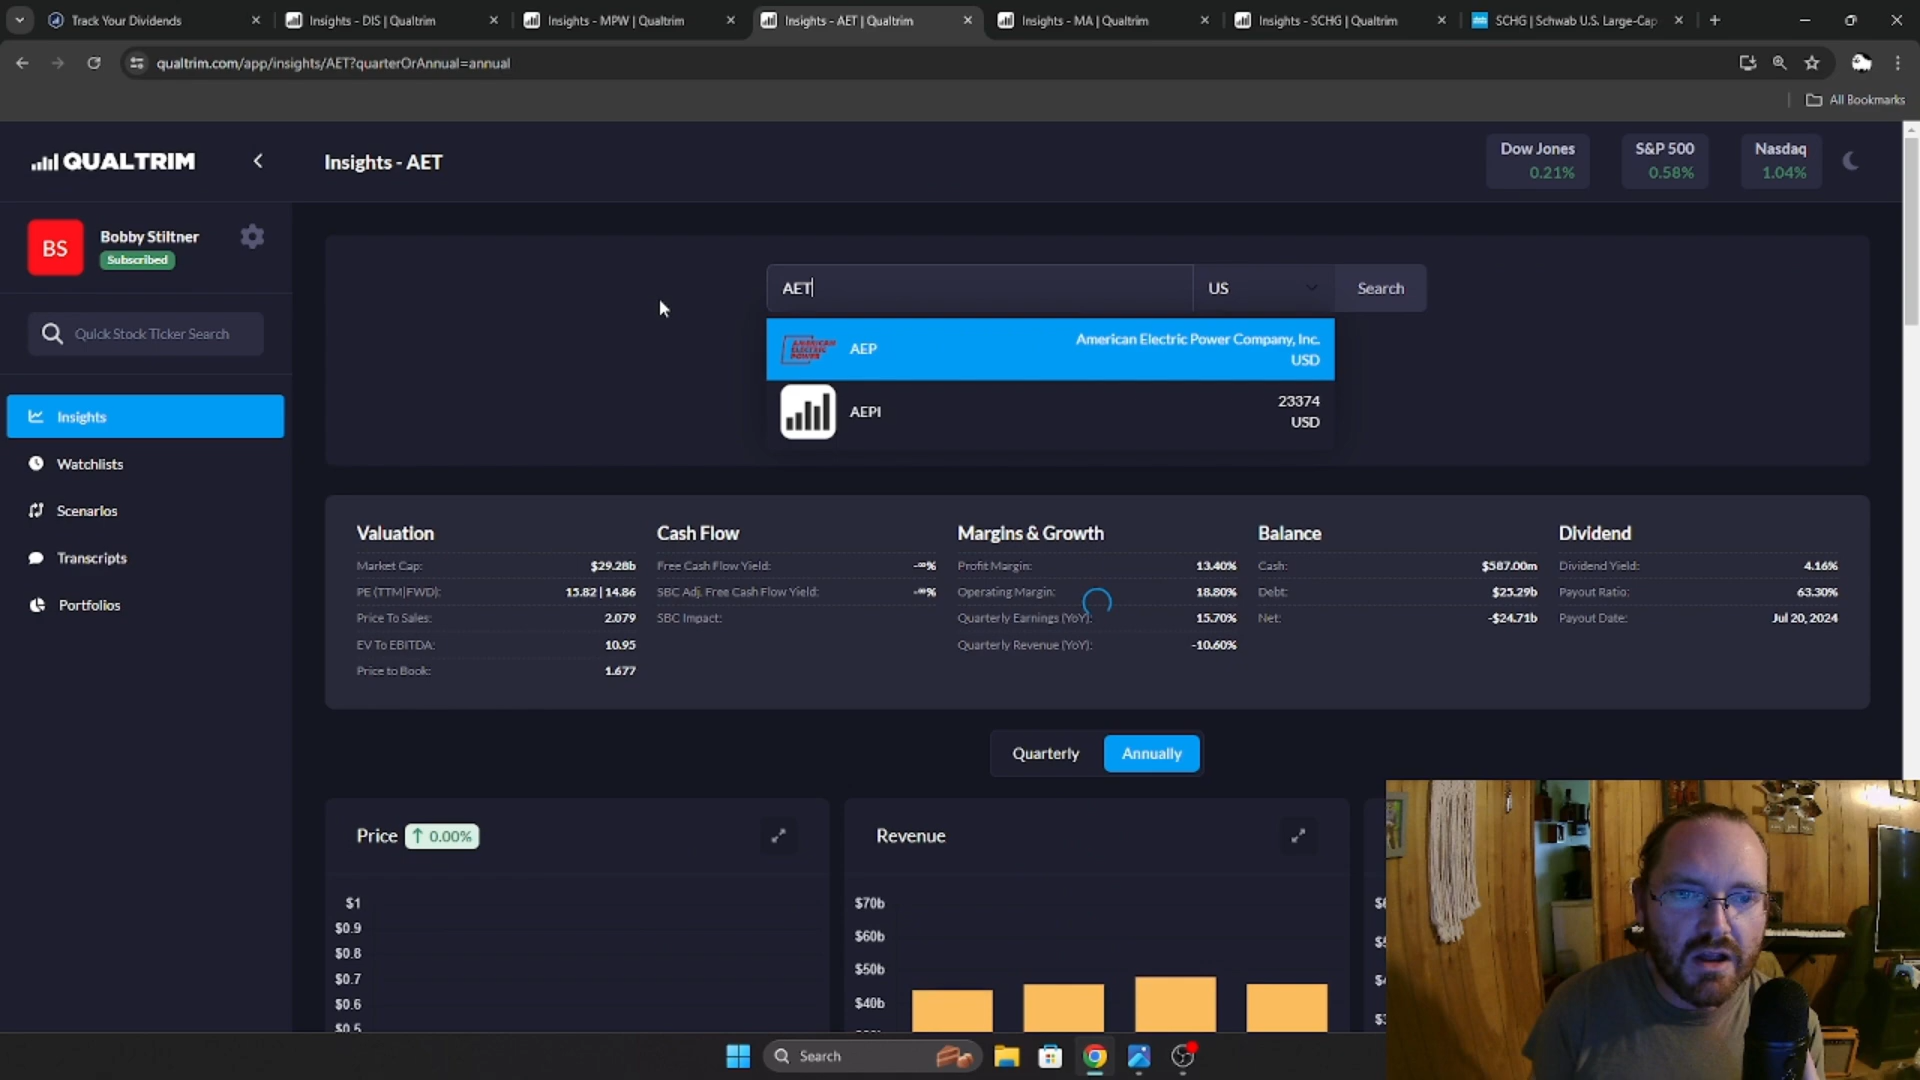 Track Your Dividends
Insights - DIS | Qualtrim
Insights - MPW | Qualtrim
Insights - AET | Qualtrim
Insights - MA | Qualtrim
Insights - SCHG | Qualtrim
SCHG | Schwab U.S. Large-Cap
qualtrim.com/app/insights/AET?quarterOrAnnual=annual
All Bookmarks
QUALTRIM
Insights - AET
Dow Jones
0.21%
S&P 500
0.58%
Nasdaq
1.04%
BS
Bobby Stiltner
Subscribed
Quick Stock Ticker Search
Insights
Watchlists
Scenarios
Transcripts
Portfolios
AET
US
Search
AMERICAN ELECTRIC POWER
AEP
American Electric Power Company, Inc.
USD
AEPI
23374
USD
Valuation
Market Cap: $29.28b
PE (TTM|FWD): 15.82 | 14.86
Price To Sales: 2.079
EV To EBITDA: 10.95
Price to Book: 1.677
Cash Flow
Free Cash Flow Yield: -∞%
SBC Adj. Free Cash Flow Yield: -∞%
SBC Impact:
Margins & Growth
Profit Margin: 13.40%
Operating Margin: 18.80%
Quarterly Earnings (YoY): 15.70%
Quarterly Revenue (YoY): -10.60%
Balance
Cash: $587.00m
Debt: $25.29b
Net: -$24.71b
Dividend
Dividend Yield: 4.16%
Payout Ratio: 63.30%
Payout Date: Jul 20, 2024
Quarterly
Annually
Price ↑ 0.00%
$1
$0.9
$0.8
$0.7
$0.6
$0.5
Revenue
$70b
$60b
$50b
$40b
Search